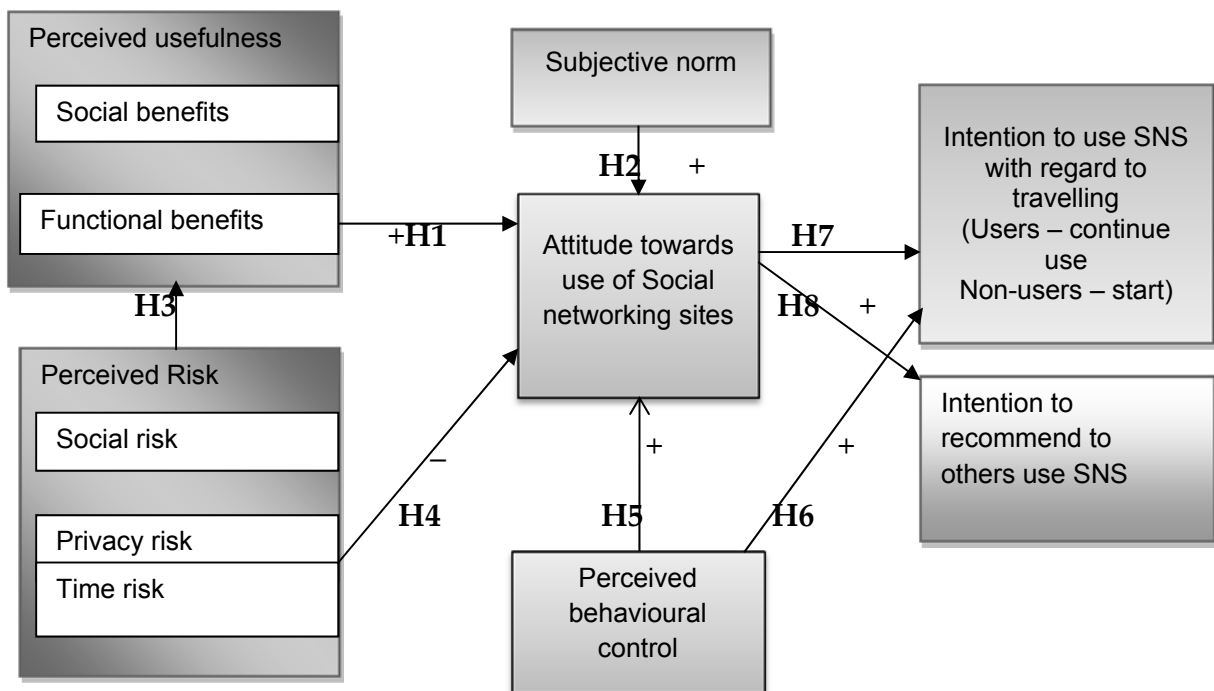 Perceived usefulness
Social benefits
Functional benefits
H3
Perceived Risk
Social risk
Privacy risk
Time risk
Subjective norm
H2 +
+H1
Attitude towards
use of Social
networking sites
–
H4
+
H5
Perceived
behavioural
control
H7
H8 +
+
H6
Intention to use SNS
with regard to
travelling
(Users – continue
use
Non-users – start)
Intention to
recommend to
others use SNS